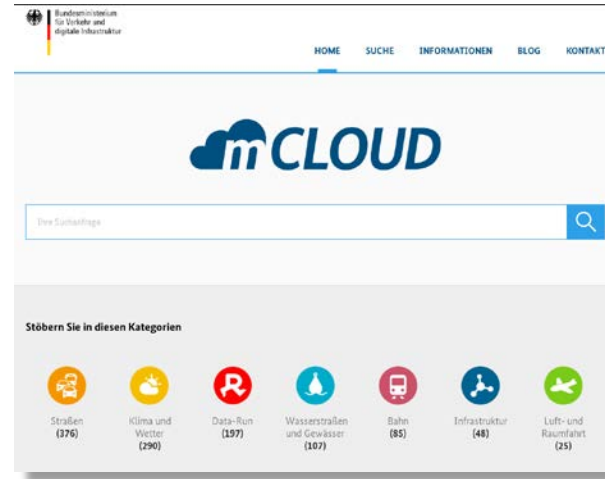 Bundesministerium
für Verkehr und
digitale Infrastruktur
HOME SUCHE INFORMATIONEN BLOG KONTAKT
mCLOUD
Ihre Suchanfrage
Stöbern Sie in diesen Kategorien
Straßen
(376)
Klima und
Wetter
(290)
Data-Run
(197)
Wasserstraßen
und Gewässer
(107)
Bahn
(85)
Infrastruktur
(48)
Luft- und
Raumfahrt
(25)